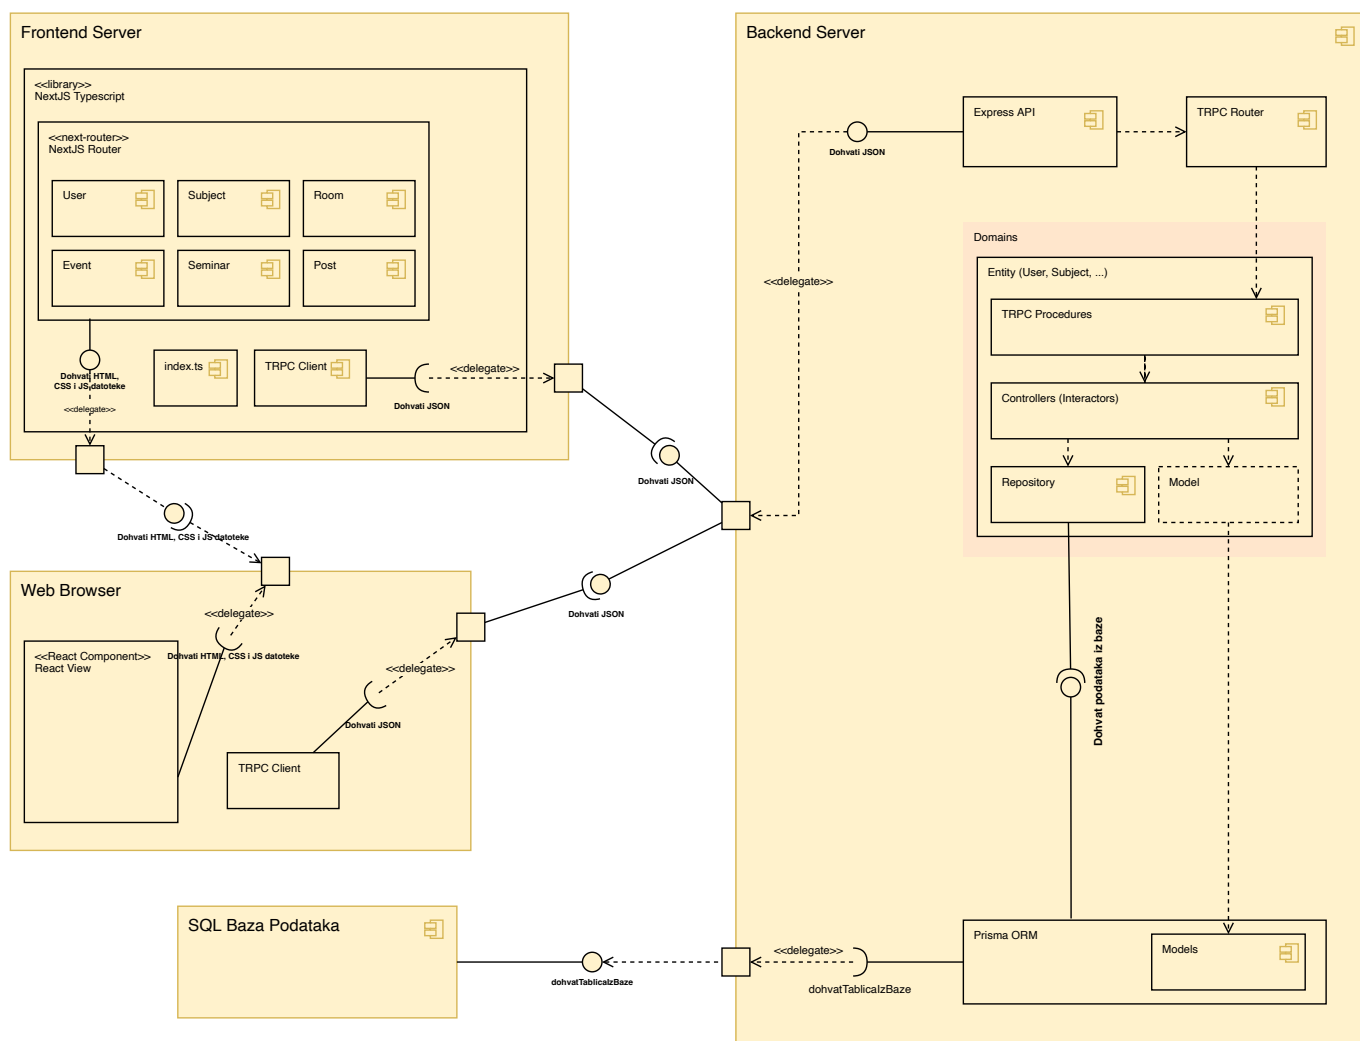 Frontend Server
<<library>>
NextJS Typescript
<<next-router>>
NextJS Router
User
Subject
Room
Event
Seminar
Post
Dohvati HTML,
CSS i JS datoteke
<<delegate>>
index.ts
TRPC Client
Dohvati JSON
<<delegate>>
Dohvati JSON
Dohvati HTML, CSS i JS datoteke
Web Browser
<<delegate>>
<<React Component>>
React View
Dohvati HTML, CSS i JS datoteke
<<delegate>>
Dohvati JSON
TRPC Client
Dohvati JSON
SQL Baza Podataka
dohvatTablicaIzBaze
Backend Server
Express API
TRPC Router
Dohvati JSON
<<delegate>>
Domains
Entity (User, Subject, ...)
TRPC Procedures
Controllers (Interactors)
Repository
Model
Dohvat podataka iz baze
Prisma ORM
Models
<<delegate>>
dohvatTablicaIzBaze